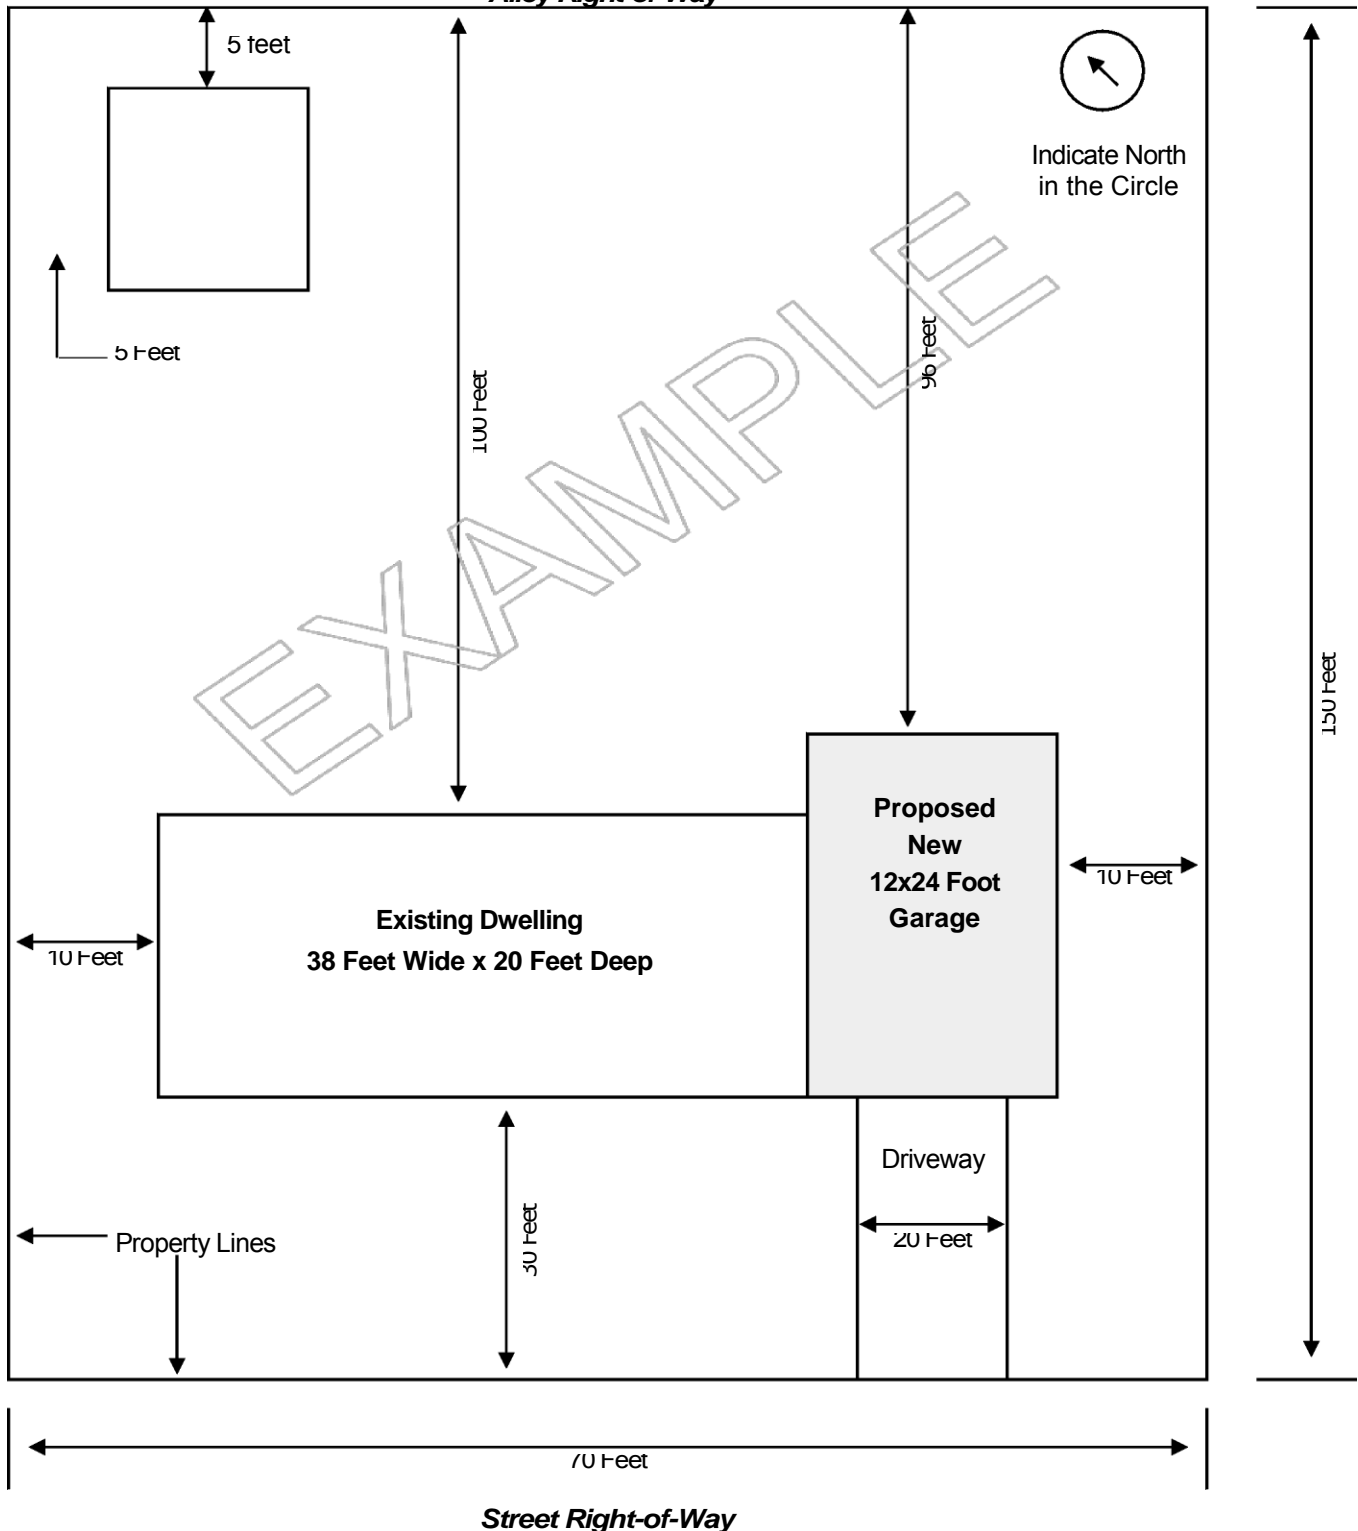 Alley Right-of-Way
5 feet
Indicate North
in the Circle
5 Feet
100 Feet
96 Feet
EXAMPLE
150 Feet
Proposed
New
12x24 Foot
Garage
10 Feet
Existing Dwelling
38 Feet Wide x 20 Feet Deep
10 Feet
Driveway
20 Feet
30 Feet
Property Lines
70 Feet
Street Right-of-Way